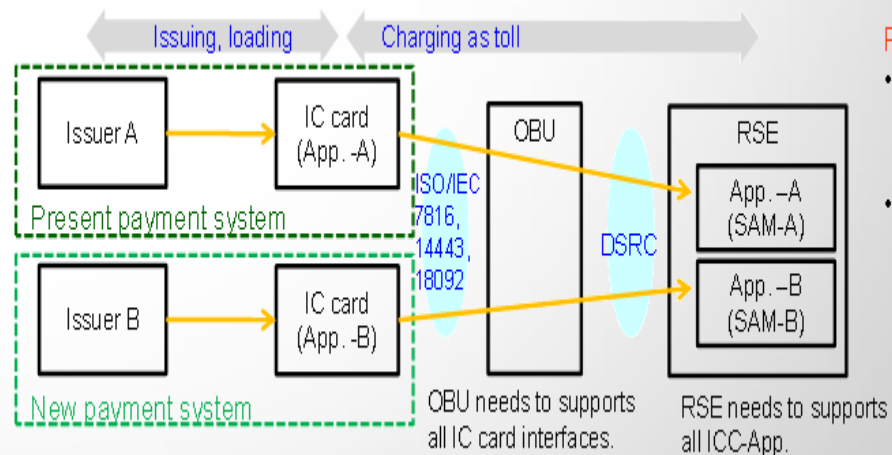 Issuing, loading
Charging as toll
Issuer A
IC card
(App. -A)
Present payment system
ISO/IEC
7816,
14443,
18092
OBU
DSRC
RSE
App. –A
(SAM-A)
App. –B
(SAM-B)
Issuer B
IC card
(App. -B)
New payment system
OBU needs to supports
all IC card interfaces.
RSE needs to supports
all ICC-App.